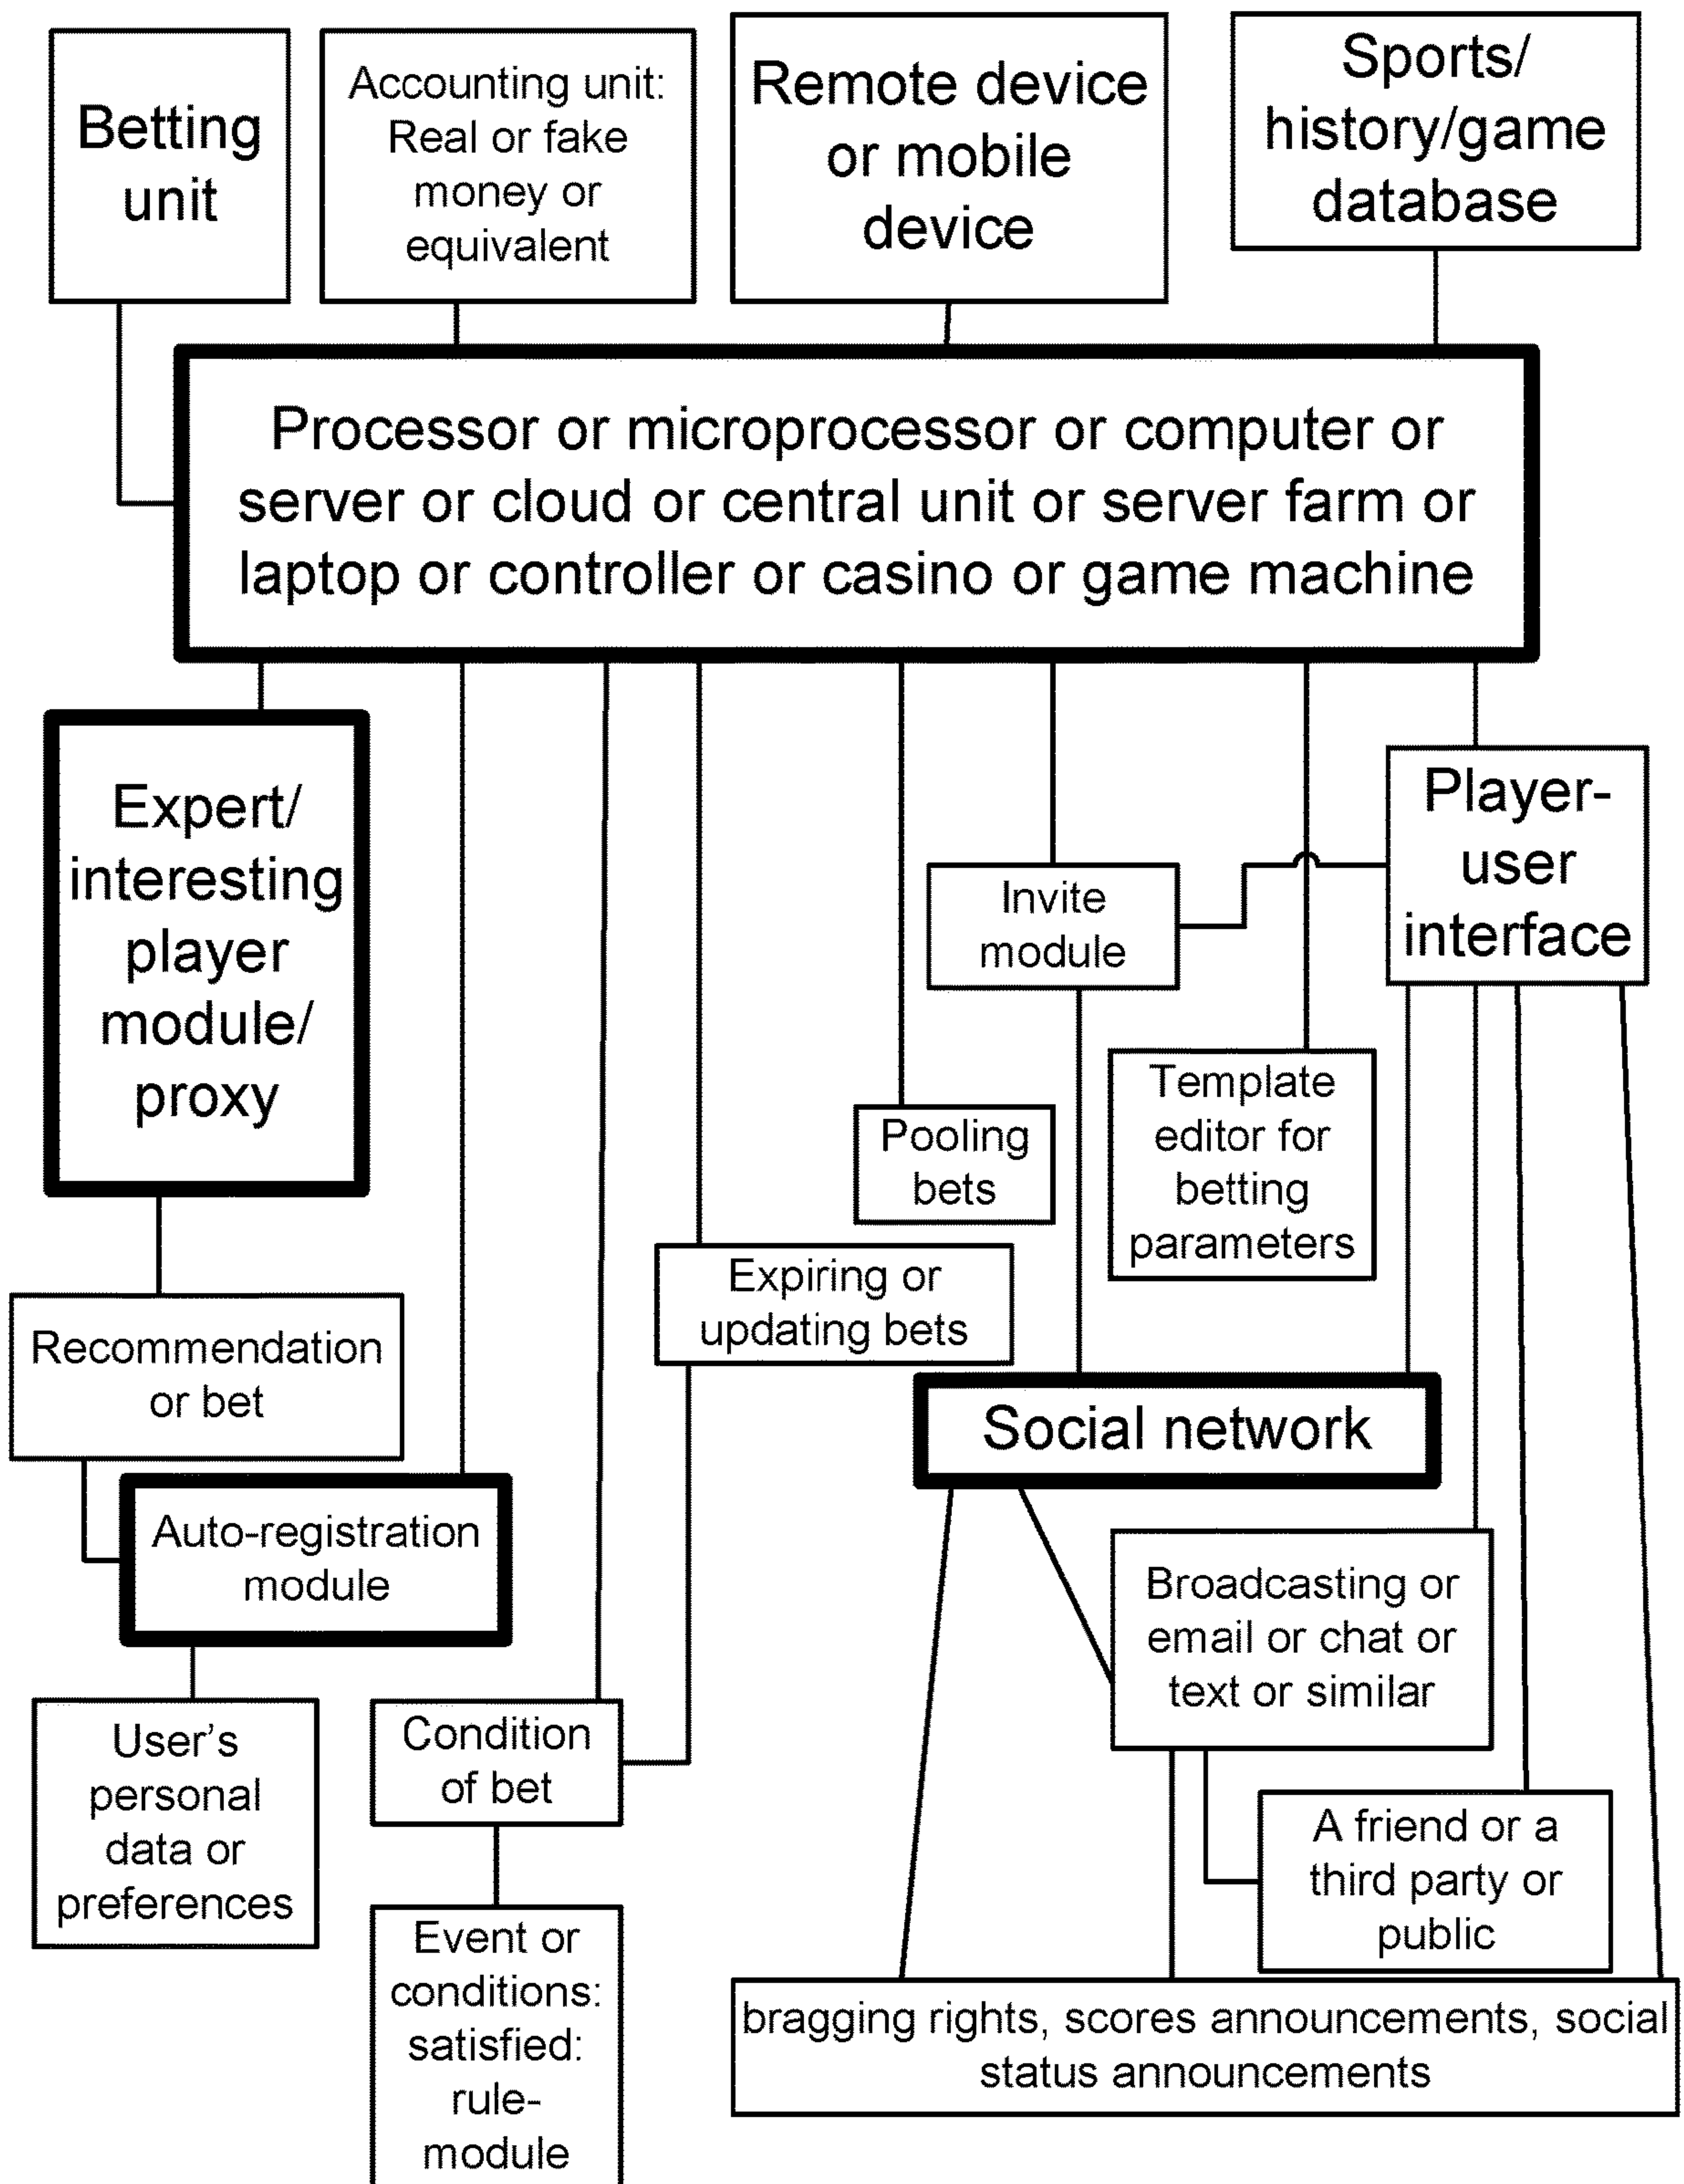 Betting
unit
Accounting unit:
Real or fake
money or
equivalent
Remote device
or mobile
device
Sports/
history/game
database
Processor or microprocessor or computer or
server or cloud or central unit or server farm or
laptop or controller or casino or game machine
Expert/
interesting
player
module/
proxy
Invite
module
Player-
user
interface
Template
editor for
betting
parameters
Pooling
bets
Expiring or
updating bets
Recommendation
or bet
Social network
Auto-registration
module
Broadcasting or
email or chat or
text or similar
User's
personal
data or
preferences
Condition
of bet
A friend or a
third party or
public
Event or
conditions:
satisfied:
rule-
module
bragging rights, scores announcements, social
status announcements